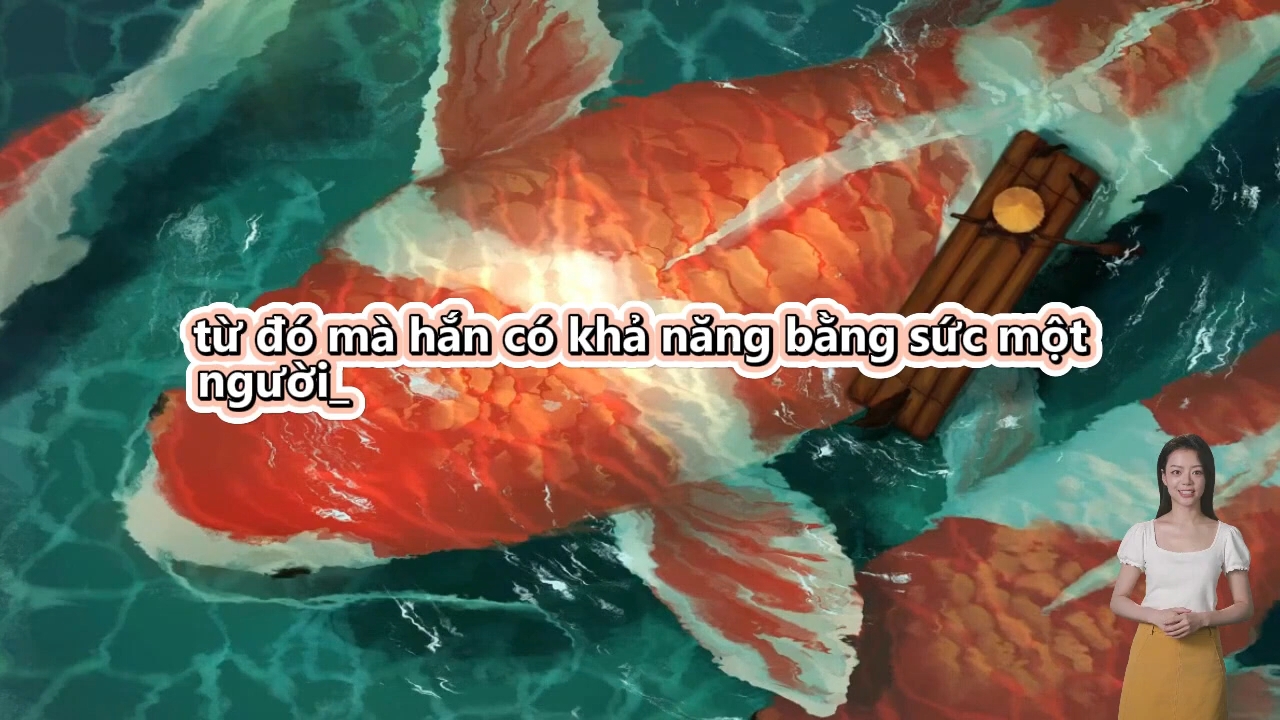 từ đó mà hắn có khả năng bằng sức một
người_